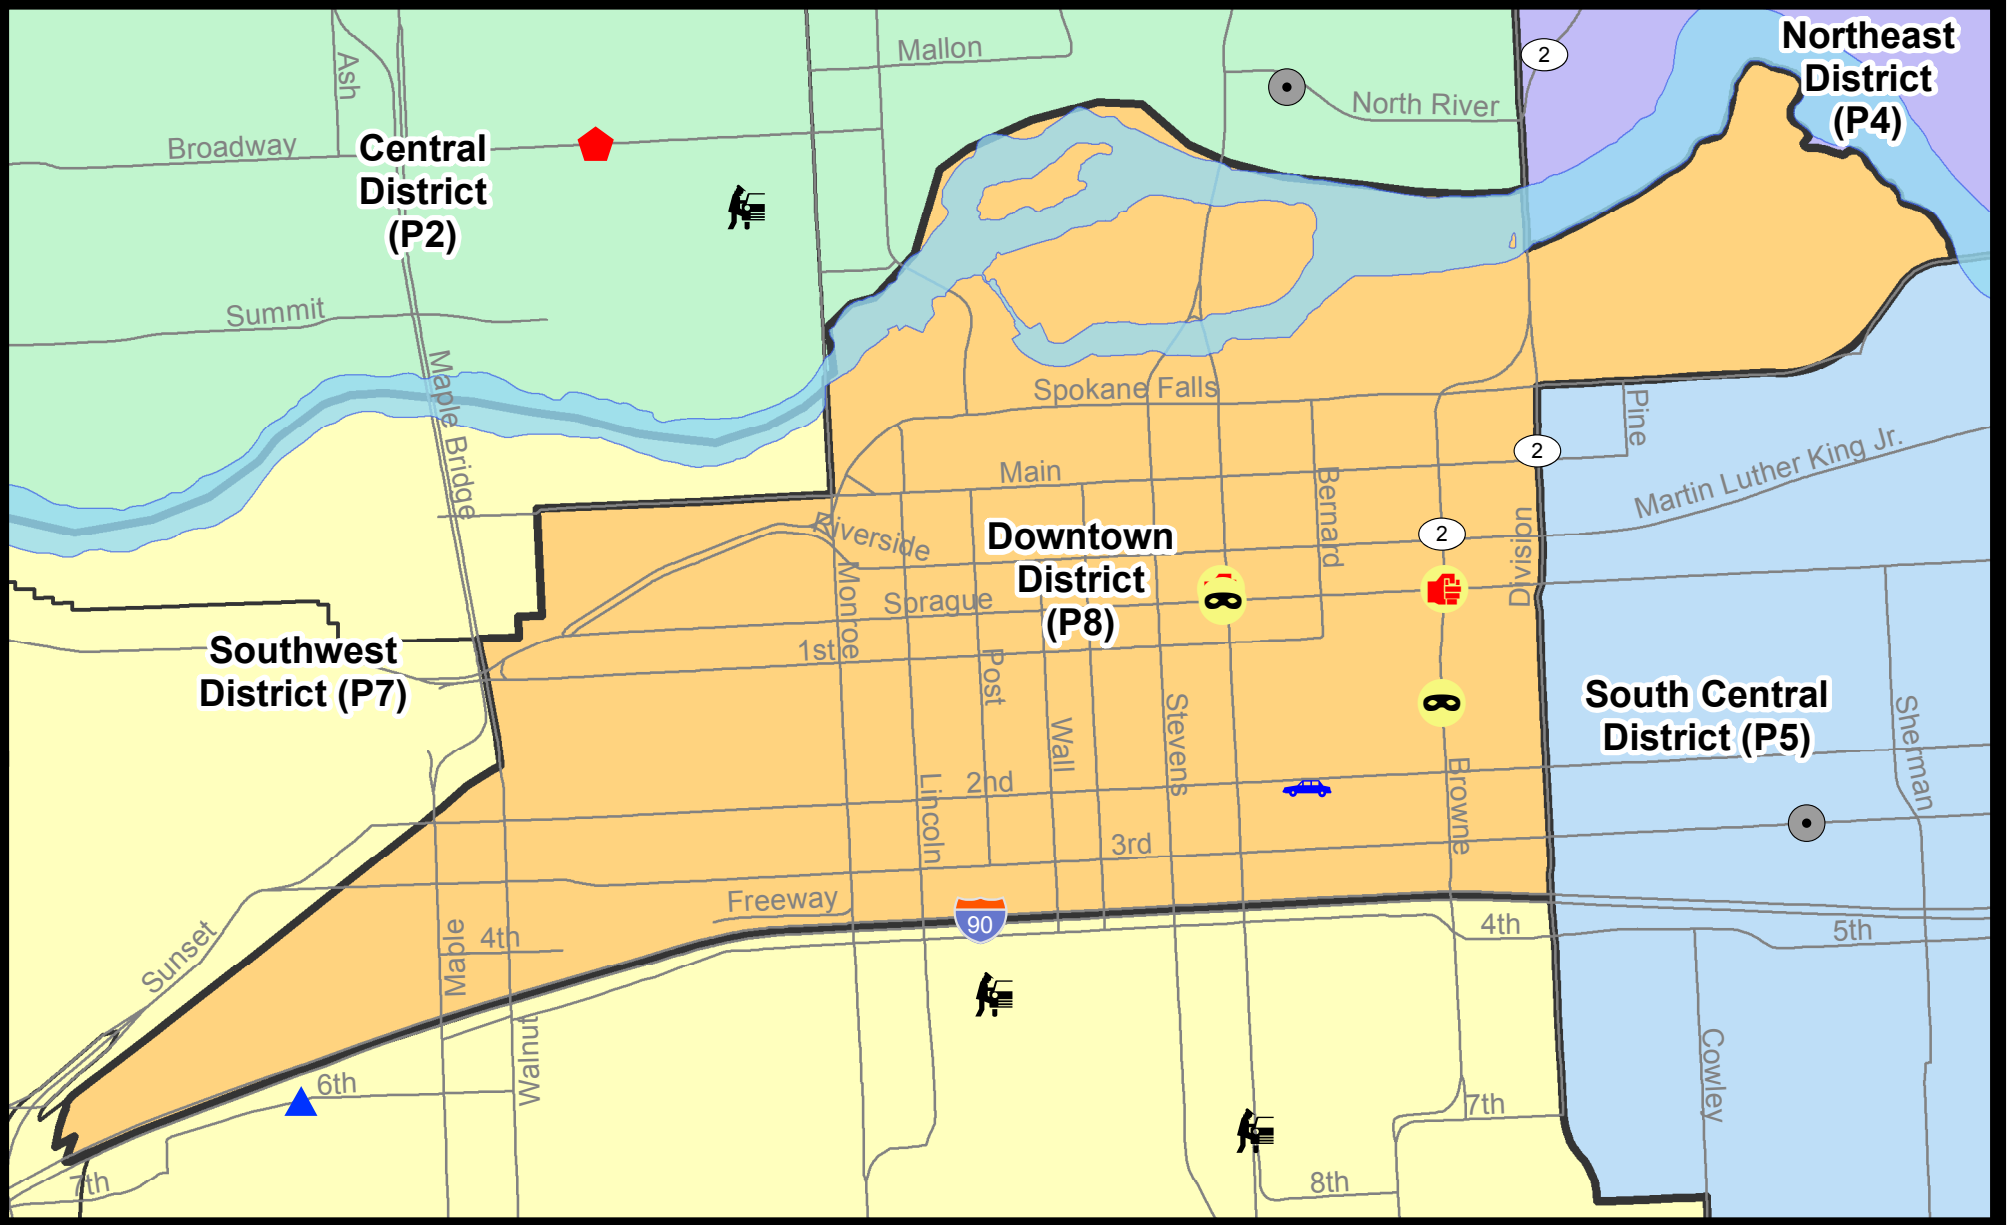 Northeast
District
(P4)
2
Mallon
Ash
North River
Broadway
Central
District
(P2)
Summit
Maple Bridge
Spokane Falls
Pine
2
Main
Bernard
Martin Luther King Jr.
Riverside
Downtown
District
(P8)
2
Division
Monroe
Sprague
1st
Southwest
District (P7)
Post
Wall
Stevens
South Central
District (P5)
Sherman
2nd
Lincoln
Browne
3rd
Freeway
90
4th
5th
Sunset
Maple
4th
Walnut
6th
Cowley
7th
7th
8th